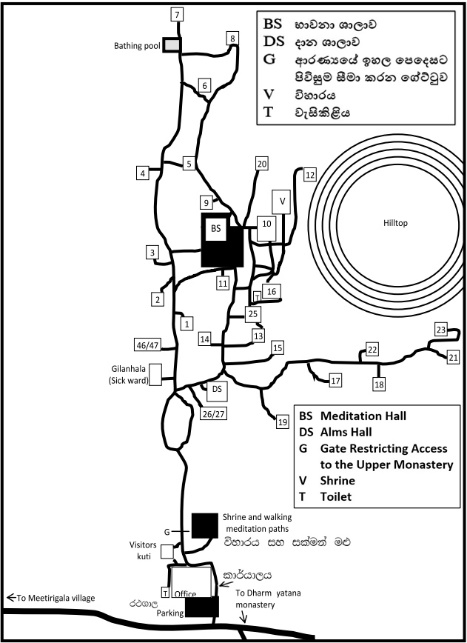 7
8
Bathing pool
BS භාවනා ශාලාව
DS දාන ශාලාව
G ආරණ්‍යයේ ඉහල පෙදෙසට
පිවිසුම සීමා කරන ගේට්ටුව
V විහාරය
T වැසිකිළිය
6
5
4
20
12
9
V
BS
10
Hilltop
3
11
2
T
16
25
1
13
14
46/47
15
22
23
21
Gilanhala
(Sick ward)
DS
17
18
26/27
19
BS Meditation Hall
DS Alms Hall
G Gate Restricting Access
to the Upper Monastery
V Shrine
T Toilet
Shrine and walking
meditation paths
විහාරය සහ සක්මන් මළු
G
Visitors
kuti
කාර්යාලය
T
Office
To Meetirigala village
රථගාල
Parking
To Dharm yatana
monastery